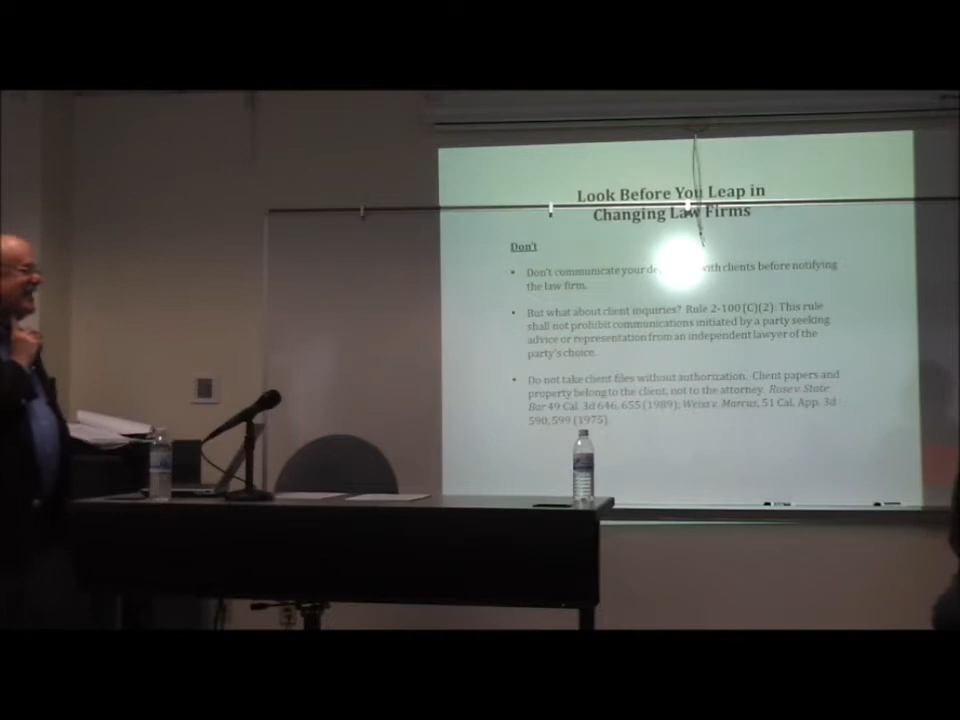 Look Before You Leap in
Changing Law Firms
Don't
• Don't communicate your with clients before notifying
the law firm.
• But what about client inquiries? Rule 2-100 (C)(2): This rule
shall not prohibit communications initiated by a party seeking
advice or representation from an independent lawyer of the
party's choice.
• Do not take client files without authorization. Client papers and
property belong to the client, not to the attorney. Rose v. State
Bar 49 Cal. 3d 646, 655 (1989); Weiss v. Marcus, 51 Cal. App. 3d
590, 599 (1975).